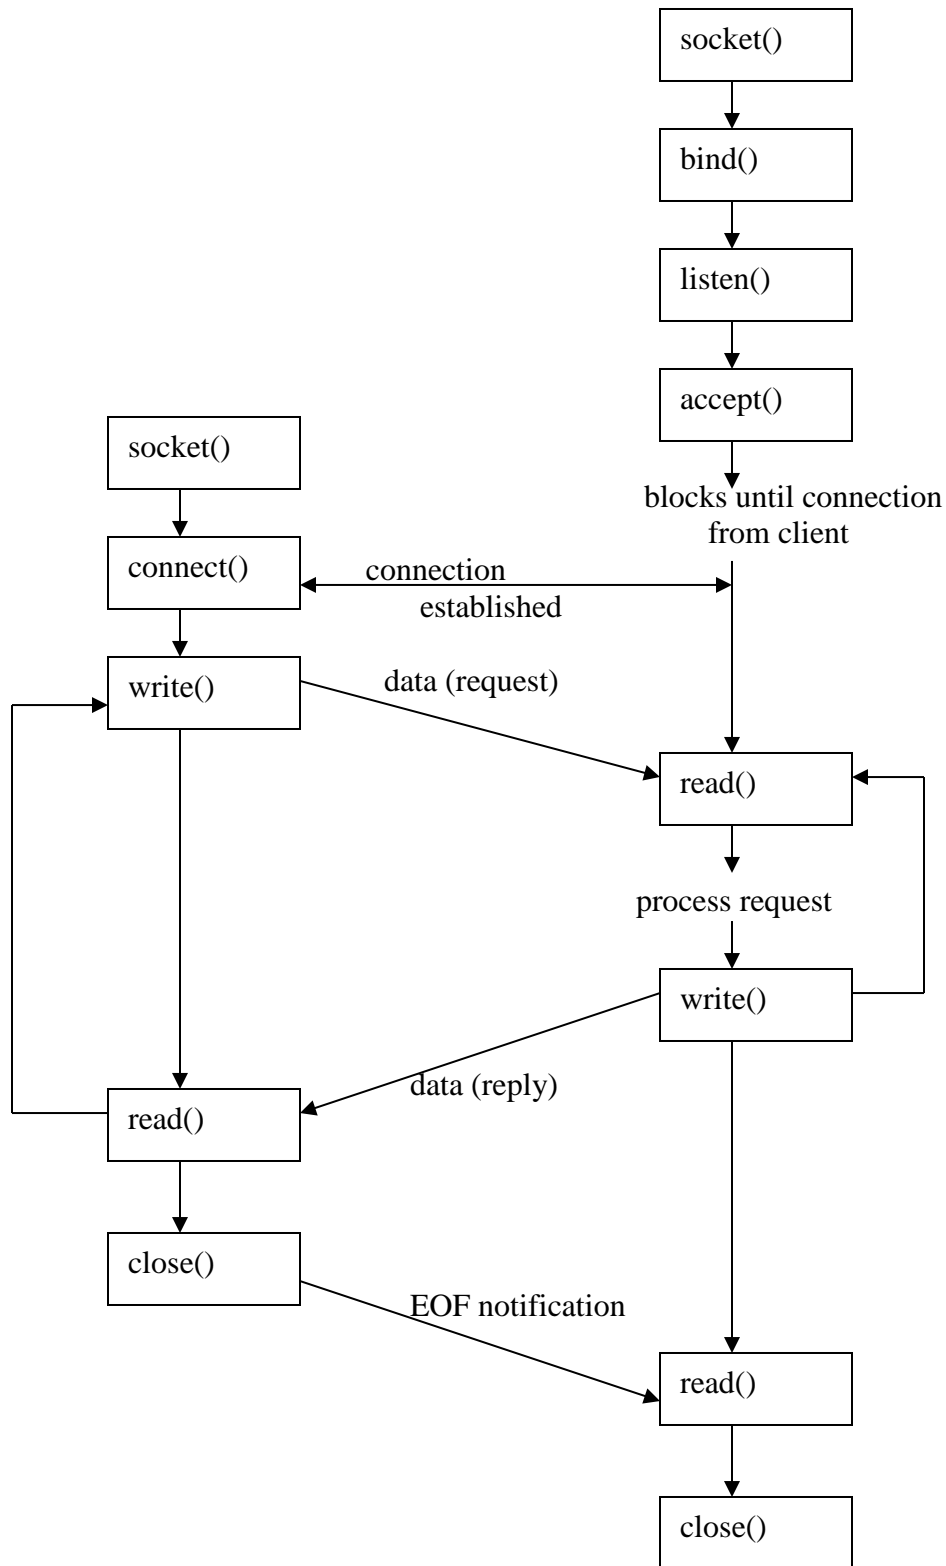 socket()
bind()
listen()
accept()
socket()
blocks until connection
from client
connect()
connection
established
write()
data (request)
read()
process request
write()
data (reply)
read()
close()
EOF notification
read()
close()